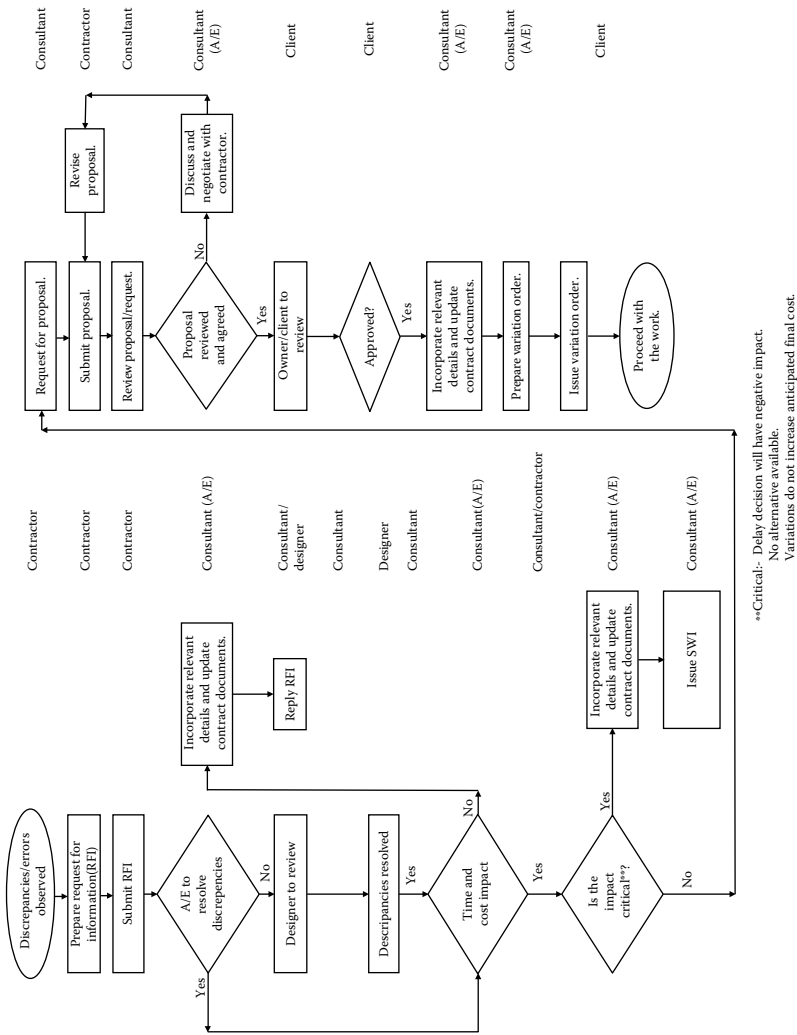 Discrepancies/errors
observed
Prepare request for
information(RFI)
Submit RFI
A/E to
resolve
discrepencies
Yes
No
Designer to review
Descripancies resolved
Yes
Time and
cost impact
No
Yes
Is the
impact
critical**?
Yes
No
Incorporate relevant
details and update
contract documents.
Reply RFI
Incorporate relevant
details and update
contract documents.
Issue SWI
Contractor
Contractor
Contractor
Consultant (A/E)
Consultant/
designer
Consultant
Designer
Consultant
Consultant(A/E)
Consultant/contractor
Consultant (A/E)
Consultant (A/E)
Request for proposal.
Submit proposal.
Review proposal/request.
Proposal
reviewed
and agreed
No
Yes
Owner/client to
review
Approved?
Yes
Incorporate relevant
details and update
contract documents.
Prepare variation order.
Issue variation order.
Proceed with
the work.
Revise
proposal.
Discuss and
negotiate with
contractor.
Consultant
Contractor
Consultant
Consultant
(A/E)
Client
Client
Consultant
(A/E)
Consultant
(A/E)
Client
**Critical:- Delay decision will have negative impact.
No alternative available.
Variations do not increase anticipated final cost.